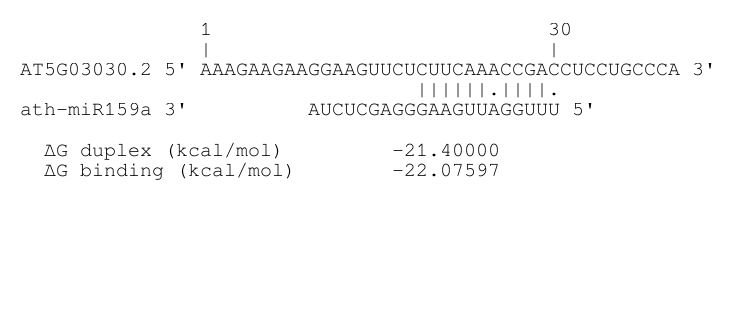 1 30
| |
AT5G03030.2 5' AAAGAAGAAGGAAGUUCUCUUCAAACCGACCUCCUGCCCA 3'
||||||.||||.
ath-miR159a 3' AUCUCGAGGGAAGUUAGGUUU 5'
ΔG duplex (kcal/mol) -21.40000
ΔG binding (kcal/mol) -22.07597